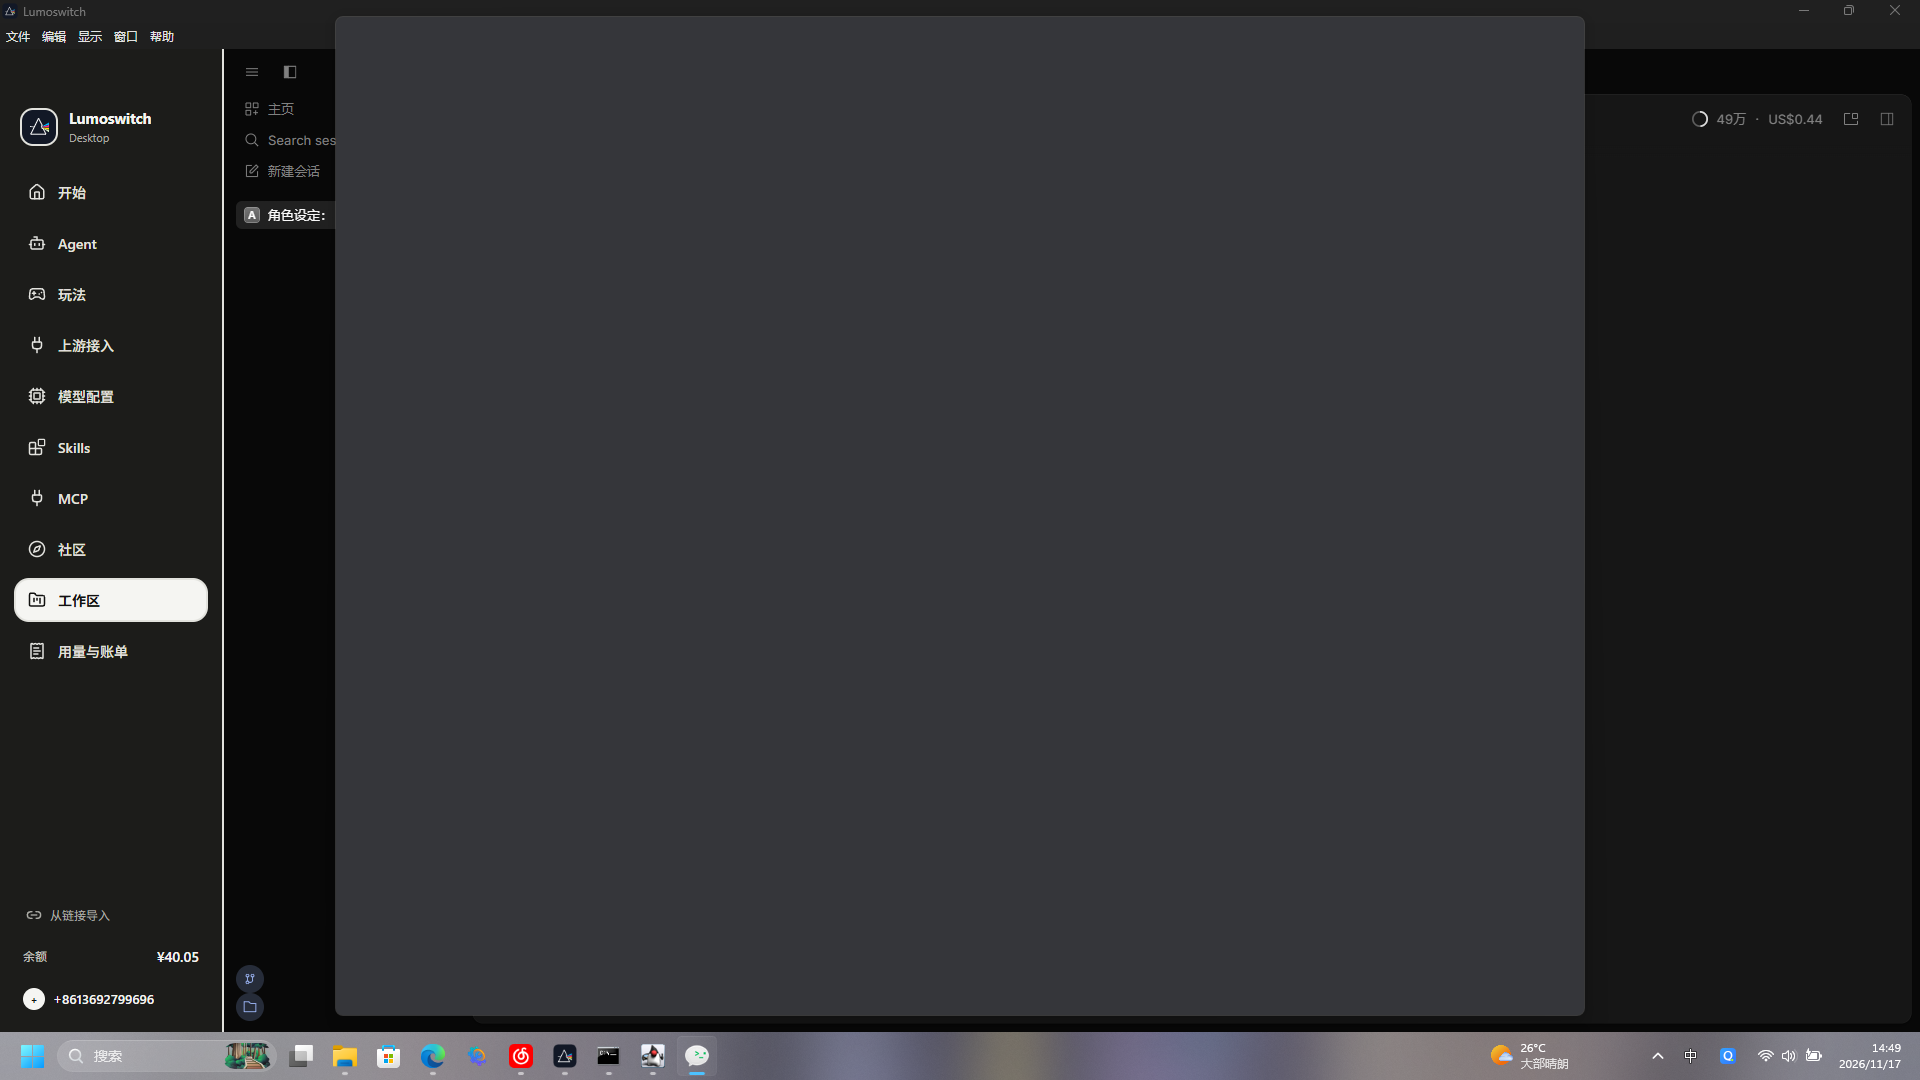 Lumoswitch
文件 编辑 显示 窗口 帮助
Lumoswitch
Desktop
开始
Agent
玩法
上游接入
模型配置
Skills
MCP
社区
工作区
用量与账单
从链接导入
余额 ¥40.05
+8613692799696
主页
Search ses
新建会话
A 角色设定:
49万 · US$0.44
搜索
26°C
大部晴朗
中
14:49
2026/11/17